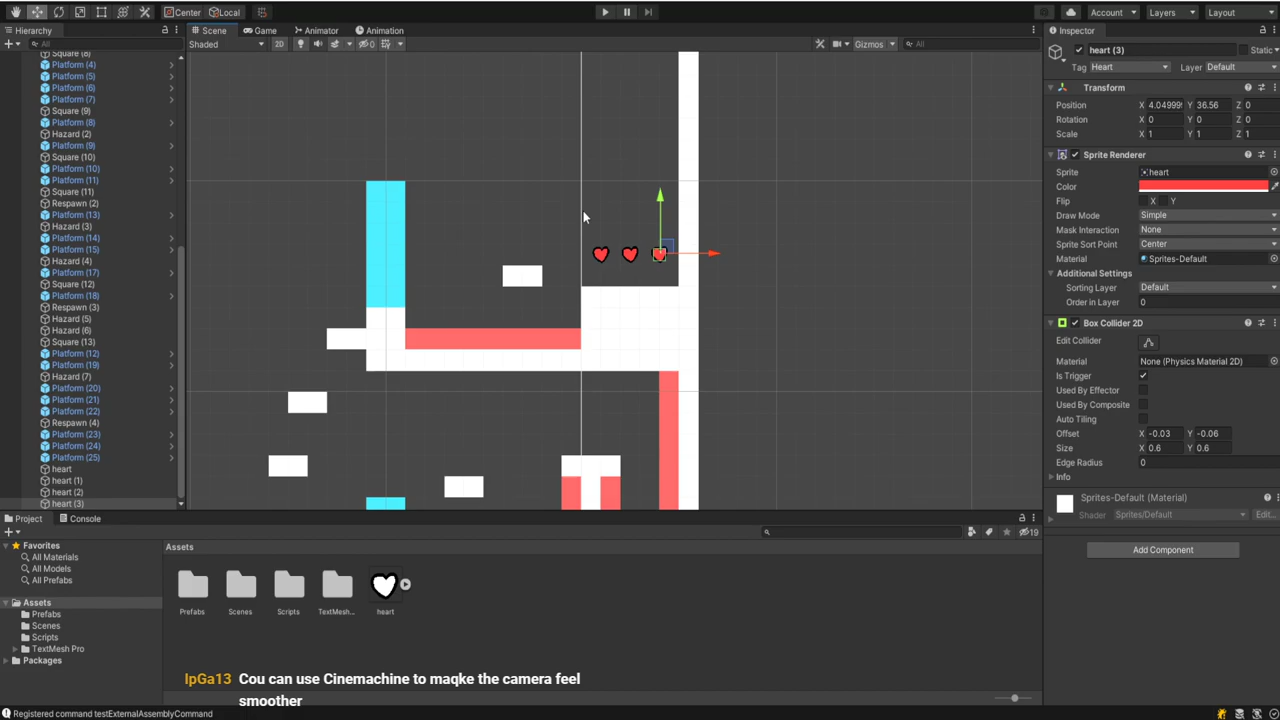 Center
Local
Account
Layers
Layout
Hierarchy
Scene
Game
Animator
Animation
Inspector
All
Shaded
2D
0
Gizmos
All
Square (8)
Platform (4)
Platform (5)
Platform (6)
Platform (7)
Square (9)
Platform (8)
Hazard (2)
Platform (9)
Square (10)
Platform (10)
Platform (11)
Square (11)
Respawn (2)
Platform (13)
Hazard (3)
Platform (14)
Platform (15)
Hazard (4)
Platform (17)
Square (12)
Platform (18)
Respawn (3)
Hazard (5)
Hazard (6)
Square (13)
Platform (12)
Platform (19)
Hazard (7)
Platform (20)
Platform (21)
Platform (22)
Respawn (4)
Platform (23)
Platform (24)
Platform (25)
heart
heart (1)
heart (2)
heart (3)
heart (3)
Static
Tag Heart Layer Default
Transform
Position X 4.04999 Y 36.56 Z 0
Rotation X 0 Y 0 Z 0
Scale X 1 Y 1 Z 1
Sprite Renderer
Sprite heart
Color
Flip X Y
Draw Mode Simple
Mask Interaction None
Sprite Sort Point Center
Material Sprites-Default
Additional Settings
Sorting Layer Default
Order in Layer 0
Box Collider 2D
Edit Collider
Material None (Physics Material 2D)
Is Trigger
Used By Effector
Used By Composite
Auto Tiling
Offset X -0.03 Y -0.06
Size X 0.6 Y 0.6
Edge Radius 0
Info
Sprites-Default (Material)
Shader Sprites/Default Edit...
Add Component
Project
Console
19
Favorites
All Materials
All Models
All Prefabs
Assets
Prefabs
Scenes
Scripts
TextMesh Pro
Packages
Assets
Prefabs
Scenes
Scripts
TextMesh...
heart
IpGa13 Cou can use Cinemachine to maqke the camera feel
smoother
Registered command testExternalAssemblyCommand